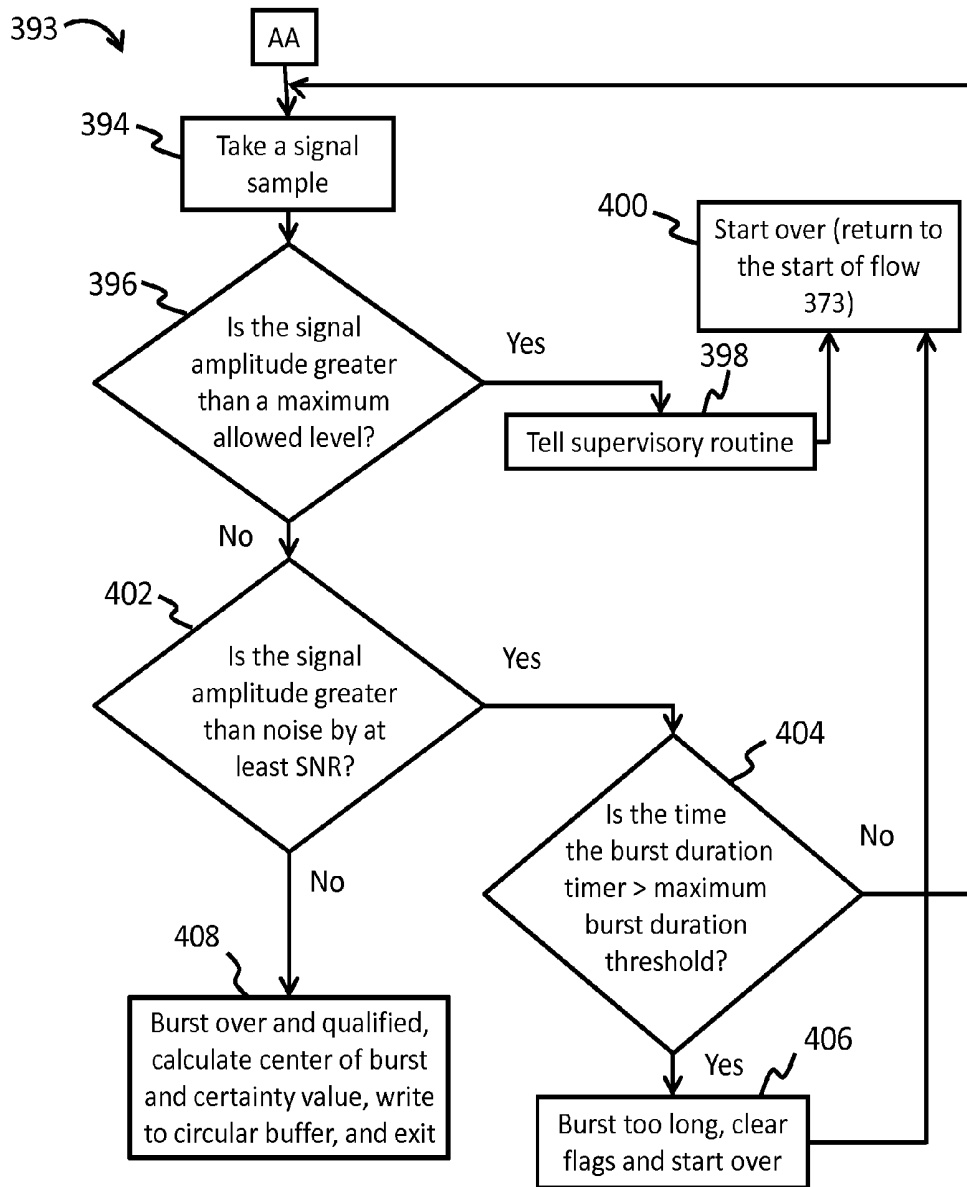 393
AA
394
Take a signal
sample
400
Start over (return to
the start of flow
373)
396
Is the signal
amplitude greater
than a maximum
allowed level?
Yes
398
Tell supervisory routine
No
402
Is the signal
amplitude greater
than noise by at
least SNR?
Yes
404
Is the time
the burst duration
timer > maximum
burst duration
threshold?
No
No
408
Burst over and qualified,
calculate center of burst
and certainty value, write
to circular buffer, and exit
Yes
406
Burst too long, clear
flags and start over